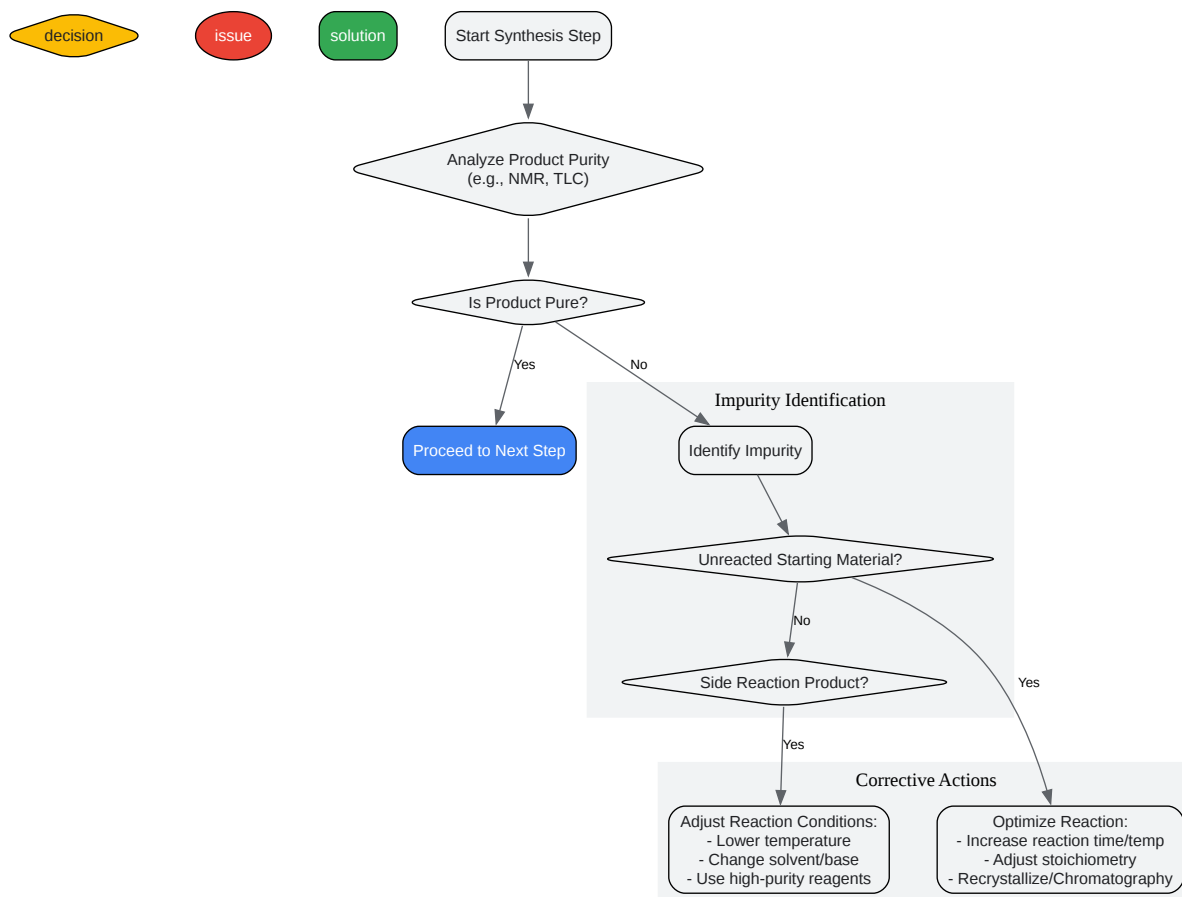 decision
issue
solution
Start Synthesis Step
Analyze Product Purity
(e.g., NMR, TLC)
Is Product Pure?
Yes
No
Impurity Identification
Proceed to Next Step
Identify Impurity
Unreacted Starting Material?
No
Side Reaction Product?
Yes
Yes
Corrective Actions
Adjust Reaction Conditions:
- Lower temperature
- Change solvent/base
- Use high-purity reagents
Optimize Reaction:
- Increase reaction time/temp
- Adjust stoichiometry
- Recrystallize/Chromatography